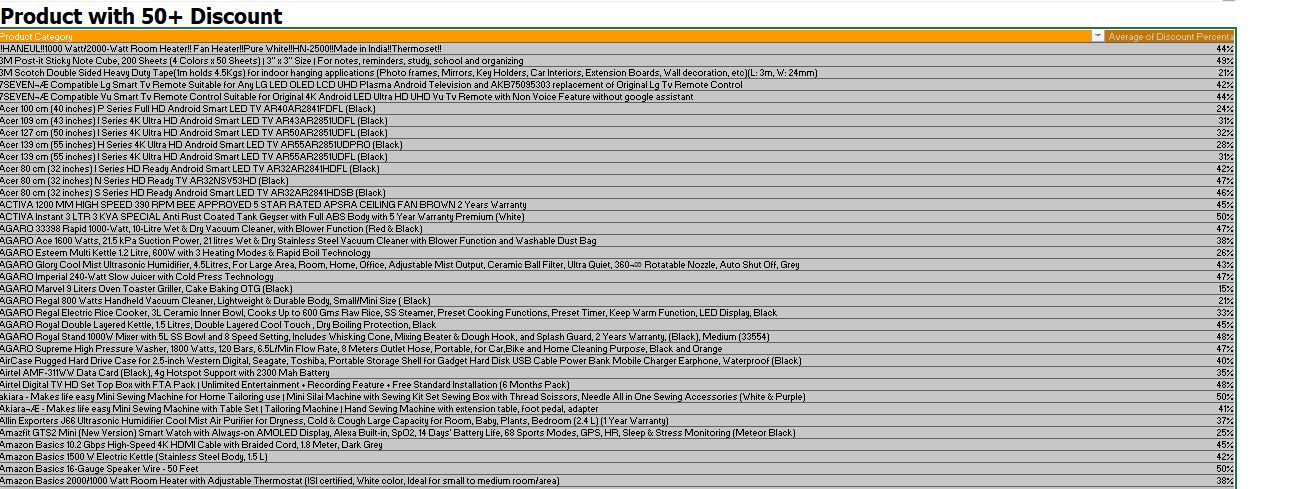 Product with 50+ Discount
Product Category Average of Discount Percenta
!HANEUL!!1000 Watt/2000-Watt Room Heater!! Fan Heater!!Pure White!!HN-2500!!Made in India!!Thermoset!! 44%
3M Post-it Sticky Note Cube, 200 Sheets (4 Colors x 50 Sheets) | 3" x 3" Size | For notes, reminders, study, school and organizing 49%
3M Scotch Double Sided Heavy Duty Tape(1m holds 4.5Kgs) for indoor hanging applications (Photo frames, Mirrors, Key Holders, Car Interiors, Extension Boards, Wall decoration, etc)(L: 3m, W: 24mm) 21%
7SEVEN¬Æ Compatible Lg Smart Tv Remote Suitable for Any LG LED OLED LCD UHD Plasma Android Television and AKB75095303 replacement of Original Lg Tv Remote Control 42%
7SEVEN¬Æ Compatible Vu Smart Tv Remote Control Suitable for Original 4K Android LED Ultra HD UHD Vu Tv Remote with Non Voice Feature without google assistant 44%
Acer 100 cm (40 inches) P Series Full HD Android Smart LED TV AR40AR2841FDFL (Black) 24%
Acer 109 cm (43 inches) I Series 4K Ultra HD Android Smart LED TV AR43AR2851UDFL (Black) 31%
Acer 127 cm (50 inches) I Series 4K Ultra HD Android Smart LED TV AR50AR2851UDFL (Black) 32%
Acer 139 cm (55 inches) H Series 4K Ultra HD Android Smart LED TV AR55AR2851UDPRO (Black) 28%
Acer 139 cm (55 inches) I Series 4K Ultra HD Android Smart LED TV AR55AR2851UDFL (Black) 31%
Acer 80 cm (32 inches) I Series HD Ready Android Smart LED TV AR32AR2841HDFL (Black) 42%
Acer 80 cm (32 inches) N Series HD Ready TV AR32NSV53HD (Black) 47%
Acer 80 cm (32 inches) S Series HD Ready Android Smart LED TV AR32AR2841HDSB (Black) 46%
ACTIVA 1200 MM HIGH SPEED 390 RPM BEE APPROVED 5 STAR RATED APSRA CEILING FAN BROWN 2 Years Warranty 45%
ACTIVA Instant 3 LTR 3 KVA SPECIAL Anti Rust Coated Tank Geyser with Full ABS Body with 5 Year Warranty Premium (White) 50%
AGARO 33398 Rapid 1000-Watt, 10-Litre Wet & Dry Vacuum Cleaner, with Blower Function (Red & Black) 47%
AGARO Ace 1600 Watts, 21.5 kPa Suction Power, 21 litres Wet & Dry Stainless Steel Vacuum Cleaner with Blower Function and Washable Dust Bag 38%
AGARO Esteem Multi Kettle 1.2 Litre, 600W with 3 Heating Modes & Rapid Boil Technology 26%
AGARO Glory Cool Mist Ultrasonic Humidifier, 4.5Litres, For Large Area, Room, Home, Office, Adjustable Mist Output, Ceramic Ball Filter, Ultra Quiet, 360¬∞ Rotatable Nozzle, Auto Shut Off, Grey 43%
AGARO Imperial 240-Watt Slow Juicer with Cold Press Technology 47%
AGARO Marvel 9 Liters Oven Toaster Griller, Cake Baking OTG (Black) 15%
AGARO Regal 800 Watts Handheld Vacuum Cleaner, Lightweight & Durable Body, Small/Mini Size ( Black) 21%
AGARO Regal Electric Rice Cooker, 3L Ceramic Inner Bowl, Cooks Up to 600 Gms Raw Rice, SS Steamer, Preset Cooking Functions, Preset Timer, Keep Warm Function, LED Display, Black 33%
AGARO Royal Double Layered Kettle, 1.5 Litres, Double Layered Cool Touch , Dry Boiling Protection, Black 45%
AGARO Royal Stand 1000W Mixer with 5L SS Bowl and 8 Speed Setting, Includes Whisking Cone, Mixing Beater & Dough Hook, and Splash Guard, 2 Years Warranty, (Black), Medium (33554) 48%
AGARO Supreme High Pressure Washer, 1800 Watts, 120 Bars, 6.5L/Min Flow Rate, 8 Meters Outlet Hose, Portable, for Car,Bike and Home Cleaning Purpose, Black and Orange 47%
AirCase Rugged Hard Drive Case for 2.5-inch Western Digital, Seagate, Toshiba, Portable Storage Shell for Gadget Hard Disk USB Cable Power Bank Mobile Charger Earphone, Waterproof (Black) 40%
Airtel AMF-311WW Data Card (Black), 4g Hotspot Support with 2300 Mah Battery 35%
Airtel Digital TV HD Set Top Box with FTA Pack | Unlimited Entertainment + Recording Feature + Free Standard Installation (6 Months Pack) 48%
akiara - Makes life easy Mini Sewing Machine for Home Tailoring use | Mini Silai Machine with Sewing Kit Set Sewing Box with Thread Scissors, Needle All in One Sewing Accessories (White & Purple) 50%
Akiara¬Æ - Makes life easy Mini Sewing Machine with Table Set | Tailoring Machine | Hand Sewing Machine with extension table, foot pedal, adapter 41%
Allin Exporters J66 Ultrasonic Humidifier Cool Mist Air Purifier for Dryness, Cold & Cough Large Capacity for Room, Baby, Plants, Bedroom (2.4 L) (1 Year Warranty) 37%
Amazfit GTS2 Mini (New Version) Smart Watch with Always-on AMOLED Display, Alexa Built-in, SpO2, 14 Days' Battery Life, 68 Sports Modes, GPS, HR, Sleep & Stress Monitoring (Meteor Black) 25%
Amazon Basics 10.2 Gbps High-Speed 4K HDMI Cable with Braided Cord, 1.8 Meter, Dark Grey 45%
Amazon Basics 1500 W Electric Kettle (Stainless Steel Body, 1.5 L) 42%
Amazon Basics 16-Gauge Speaker Wire - 50 Feet 50%
Amazon Basics 2000/1000 Watt Room Heater with Adjustable Thermostat (ISI certified, White color, Ideal for small to medium room/area) 38%